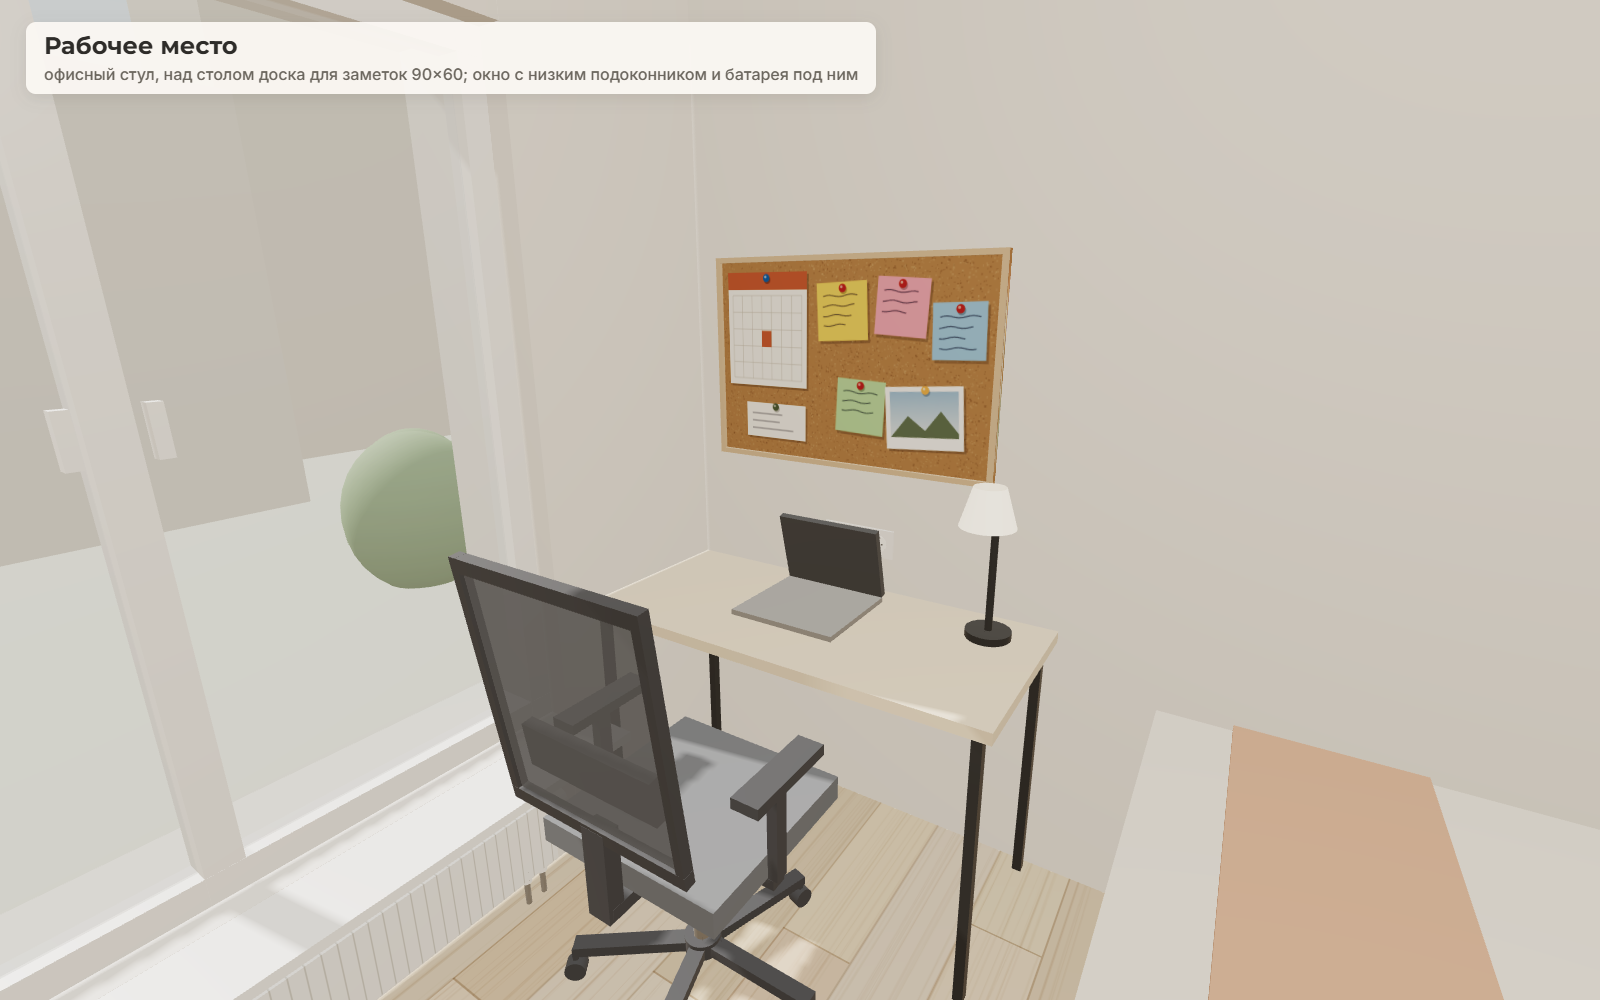 Рабочее место
офисный стул, над столом доска для заметок 90×60; окно с низким подоконником и батарея под ним